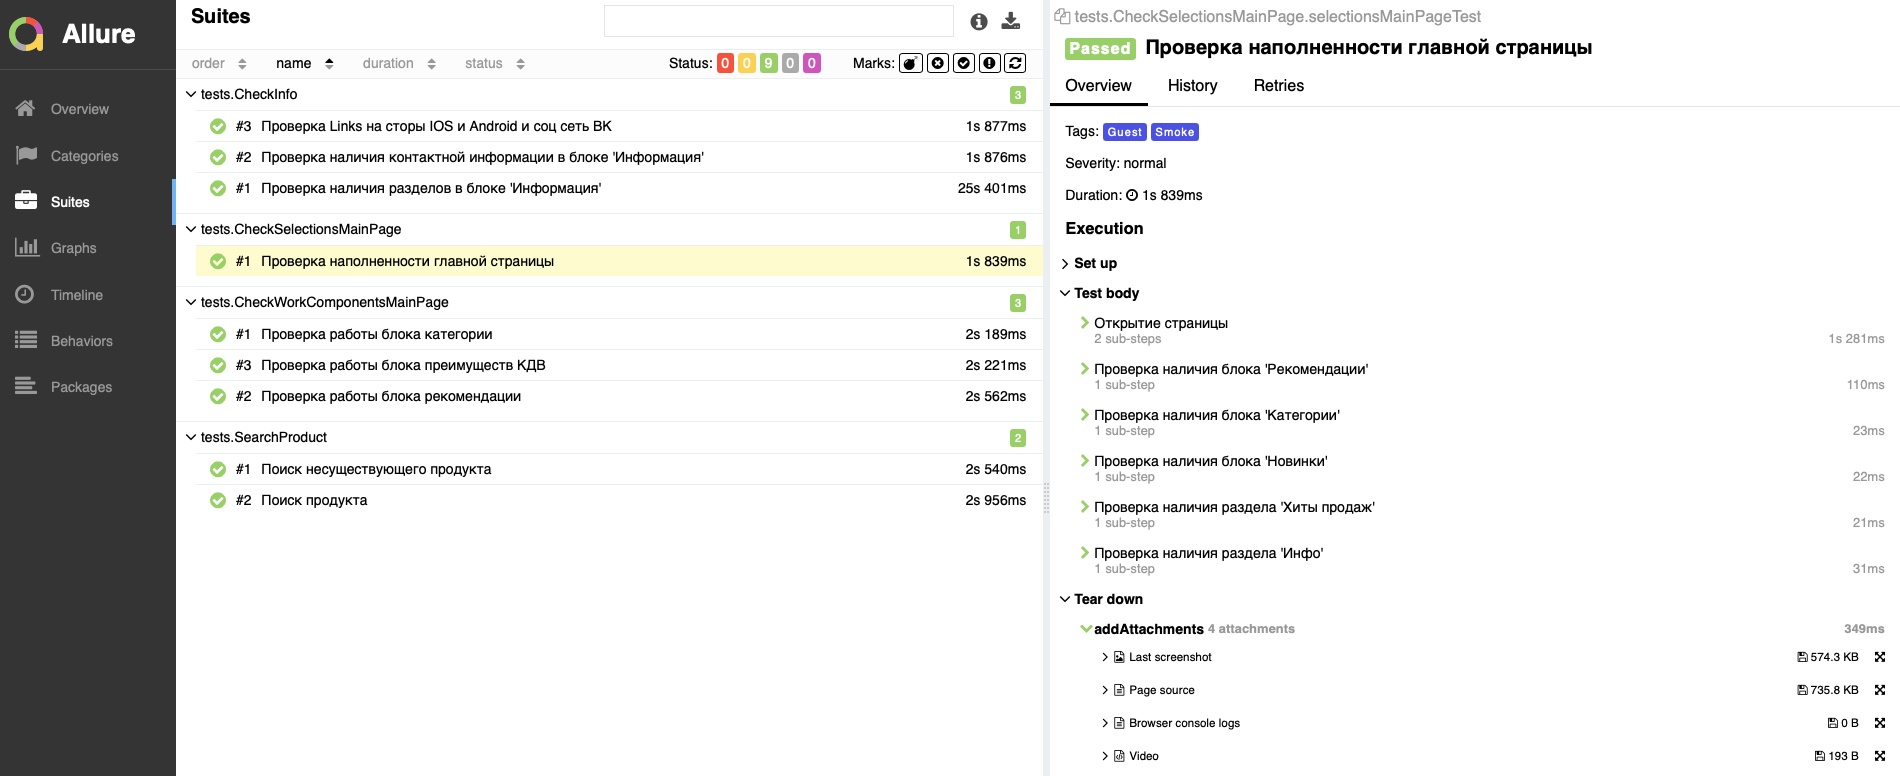 Allure
Overview
Categories
Suites
Graphs
Timeline
Behaviors
Packages
Suites
order name duration status Status: 0 0 9 0 0 Marks:
tests.CheckInfo 3
#3 Проверка Links на сторы IOS и Android и соц сеть ВК 1s 877ms
#2 Проверка наличия контактной информации в блоке 'Информация' 1s 876ms
#1 Проверка наличия разделов в блоке 'Информация' 25s 401ms
tests.CheckSelectionsMainPage 1
#1 Проверка наполненности главной страницы 1s 839ms
tests.CheckWorkComponentsMainPage 3
#1 Проверка работы блока категории 2s 189ms
#3 Проверка работы блока преимуществ КДВ 2s 221ms
#2 Проверка работы блока рекомендации 2s 562ms
tests.SearchProduct 2
#1 Поиск несуществующего продукта 2s 540ms
#2 Поиск продукта 2s 956ms
tests.CheckSelectionsMainPage.selectionsMainPageTest
Passed Проверка наполненности главной страницы
Overview History Retries
Tags: Guest Smoke
Severity: normal
Duration: 1s 839ms
Execution
Set up
Test body
Открытие страницы
2 sub-steps 1s 281ms
Проверка наличия блока 'Рекомендации'
1 sub-step 110ms
Проверка наличия блока 'Категории'
1 sub-step 23ms
Проверка наличия блока 'Новинки'
1 sub-step 22ms
Проверка наличия раздела 'Хиты продаж'
1 sub-step 21ms
Проверка наличия раздела 'Инфо'
1 sub-step 31ms
Tear down
addAttachments 4 attachments 349ms
Last screenshot 574.3 KB
Page source 735.8 KB
Browser console logs 0 B
Video 193 B